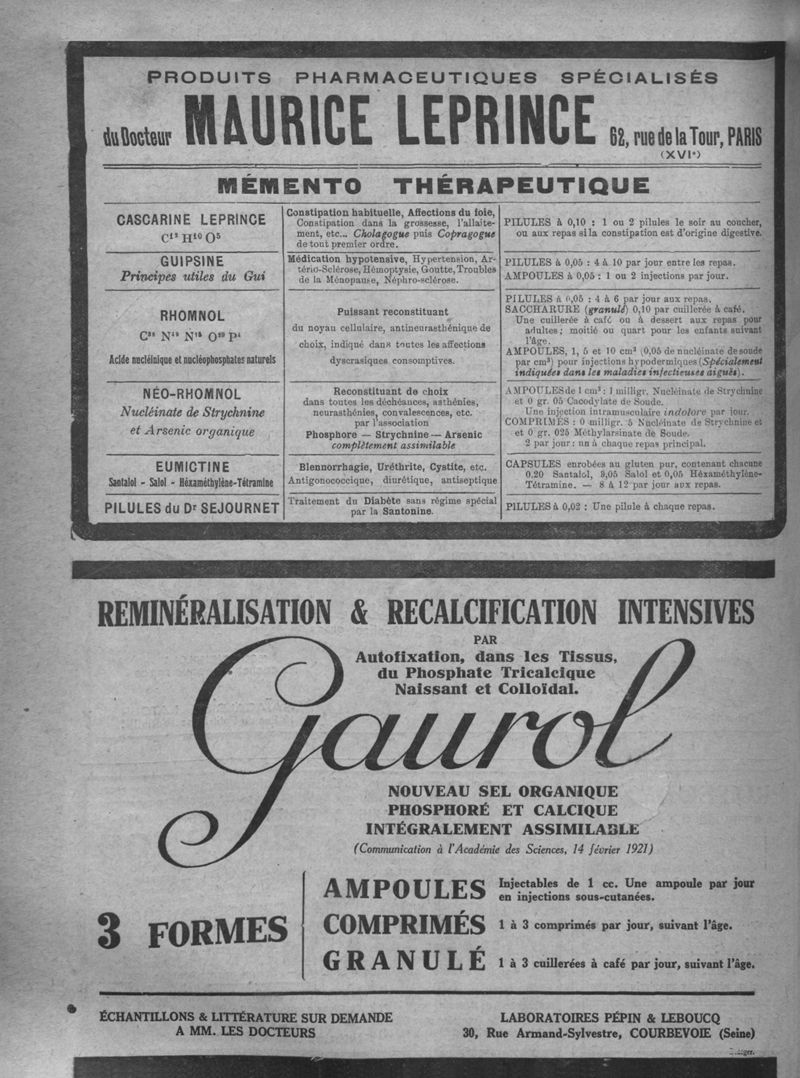 PRODUITS PHARMACEUTIQUES SPÉCIALISÉS
du Docteur MAURICE LEPRINCE 62, rue de la Tour, PARIS
(XVIe)
MÉMENTO THÉRAPEUTIQUE
CASCARINE LEPRINCE
C12 H10 O5
Constipation habituelle, Affections du foie,
Constipation dans la grossesse, l'allaite-
ment, etc... Cholagogue puis Copragogue
de tout premier ordre.
PILULES à 0,10 : 1 ou 2 pilules le soir au coucher,
ou aux repas si la constipation est d'origine digestive.
GUIPSINE
Principes utiles du Gui
Médication hypotensive, Hypertension, Ar-
tério-Sclérose, Hémoptysie, Goutte, Troubles
de la Ménopause, Néphro-sclérose.
PILULES à 0,05 : 4 à 10 par jour entre les repas.
AMPOULES à 0,05 : 1 ou 2 injections par jour.
RHOMNOL
Acide nucléinique et nucléophosphates naturels
Puissant reconstituant
du noyau cellulaire, antineurasthénique de
choix, indiqué dans toutes les affections
dyscrasiques consomptives.
PILULES à 0,05 : 4 à 6 par jour aux repas.
SACCHARURE (granulé) 0,10 par cuillerée à café.
Une cuillerée à café ou à dessert aux repas pour
adultes ; moitié ou quart pour les enfants suivant
l'âge.
AMPOULES, 1, 5 et 10 cm3 (0,05 de nucléinate de soude
par cm3) pour injections hypodermiques (Spécialement
indiquées dans les maladies infectieuses aiguës).
NÉO-RHOMNOL
Nucléinate de Strychnine
et Arsenic organique
Reconstituant de choix
dans toutes les déchéances, asthénies,
neurasthénies, convalescences, etc.
par l'association
Phosphore — Strychnine — Arsenic
complètement assimilable
AMPOULES de 1 cm3 : 1 milligr. Nucléinate de Strychnine
et 0 gr. 05 Cacodylate de Soude.
Une injection intramusculaire indolore par jour.
COMPRIMES : 0 milligr. 5 Nucléinate de Strychnine et
et 0 gr. 025 Méthylarsinate de Soude.
2 par jour : un à chaque repas principal.
EUMICTINE
Santalol - Salol - Héxaméthylène-Tétramine
Blennorrhagie, Uréthrite, Cystite, etc.
Antigonococcique, diurétique, antiseptique
CAPSULES enrobées au gluten pur, contenant chacune
0.20 Santalol, 0,05 Salol et 0,05 Héxaméthylène-
Tétramine. — 8 à 12 par jour aux repas.
PILULES du Dr SEJOURNET
Traitement du Diabète sans régime spécial
par la Santonine.
PILULES à 0,02 : Une pilule à chaque repas.
REMINÉRALISATION & RECALCIFICATION INTENSIVES
PAR
Autofixation, dans les Tissus,
du Phosphate Tricalcique
Naissant et Colloïdal.
Gaurol
NOUVEAU SEL ORGANIQUE
PHOSPHORÉ ET CALCIQUE
INTÉGRALEMENT ASSIMILABLE
(Communication à l'Académie des Sciences, 14 février 1921)
3 FORMES
AMPOULES Injectables de 1 cc. Une ampoule par jour
en injections sous-cutanées.
COMPRIMÉS 1 à 3 comprimés par jour, suivant l'âge.
GRANULÉ 1 à 3 cuillerées à café par jour, suivant l'âge.
ÉCHANTILLONS & LITTÉRATURE SUR DEMANDE
A MM. LES DOCTEURS
LABORATOIRES PÉPIN & LEBOUCQ
30, Rue Armand-Sylvestre, COURBEVOIE (Seine)